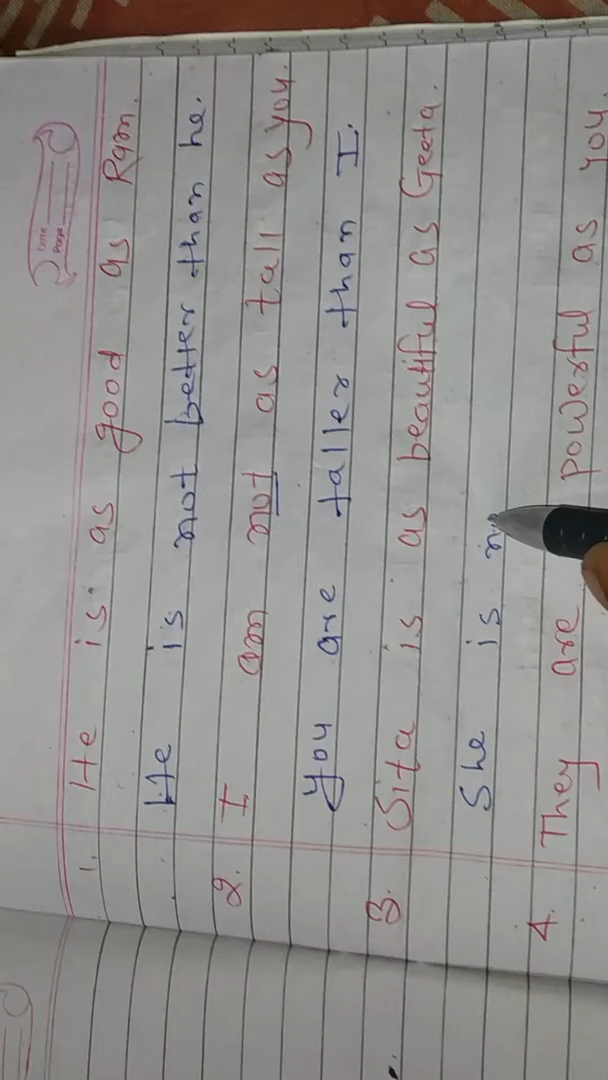 Date
Page
1. He is as good as Ram.
He is not better than he.
2. I am not as tall as you.
You are taller than I.
3. Sita is as beautiful as Geeta.
She is n
4. They are powerful as you